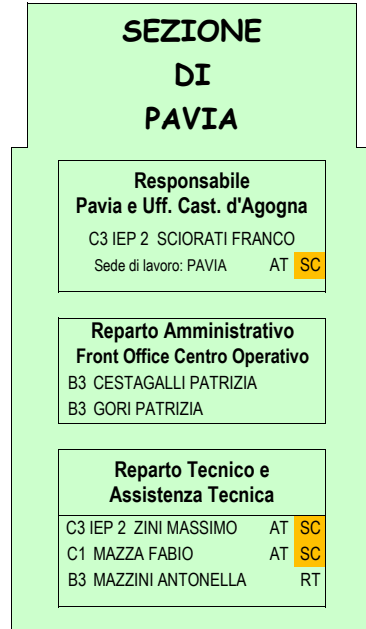 SEZIONE
DI
PAVIA
Responsabile
Pavia e Uff. Cast. d'Agogna
C3 IEP 2 SCIORATI FRANCO
Sede di lavoro: PAVIA AT SC
Reparto Amministrativo
Front Office Centro Operativo
B3 CESTAGALLI PATRIZIA
B3 GORI PATRIZIA
Reparto Tecnico e
Assistenza Tecnica
C3 IEP 2 ZINI MASSIMO AT SC
C1 MAZZA FABIO AT SC
B3 MAZZINI ANTONELLA RT